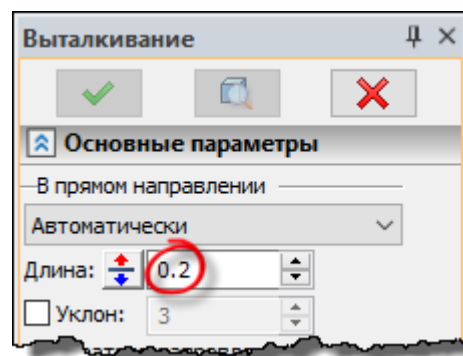 Выталкивание
Основные параметры
В прямом направлении
Автоматически
Длина: 0.2
Уклон: 3